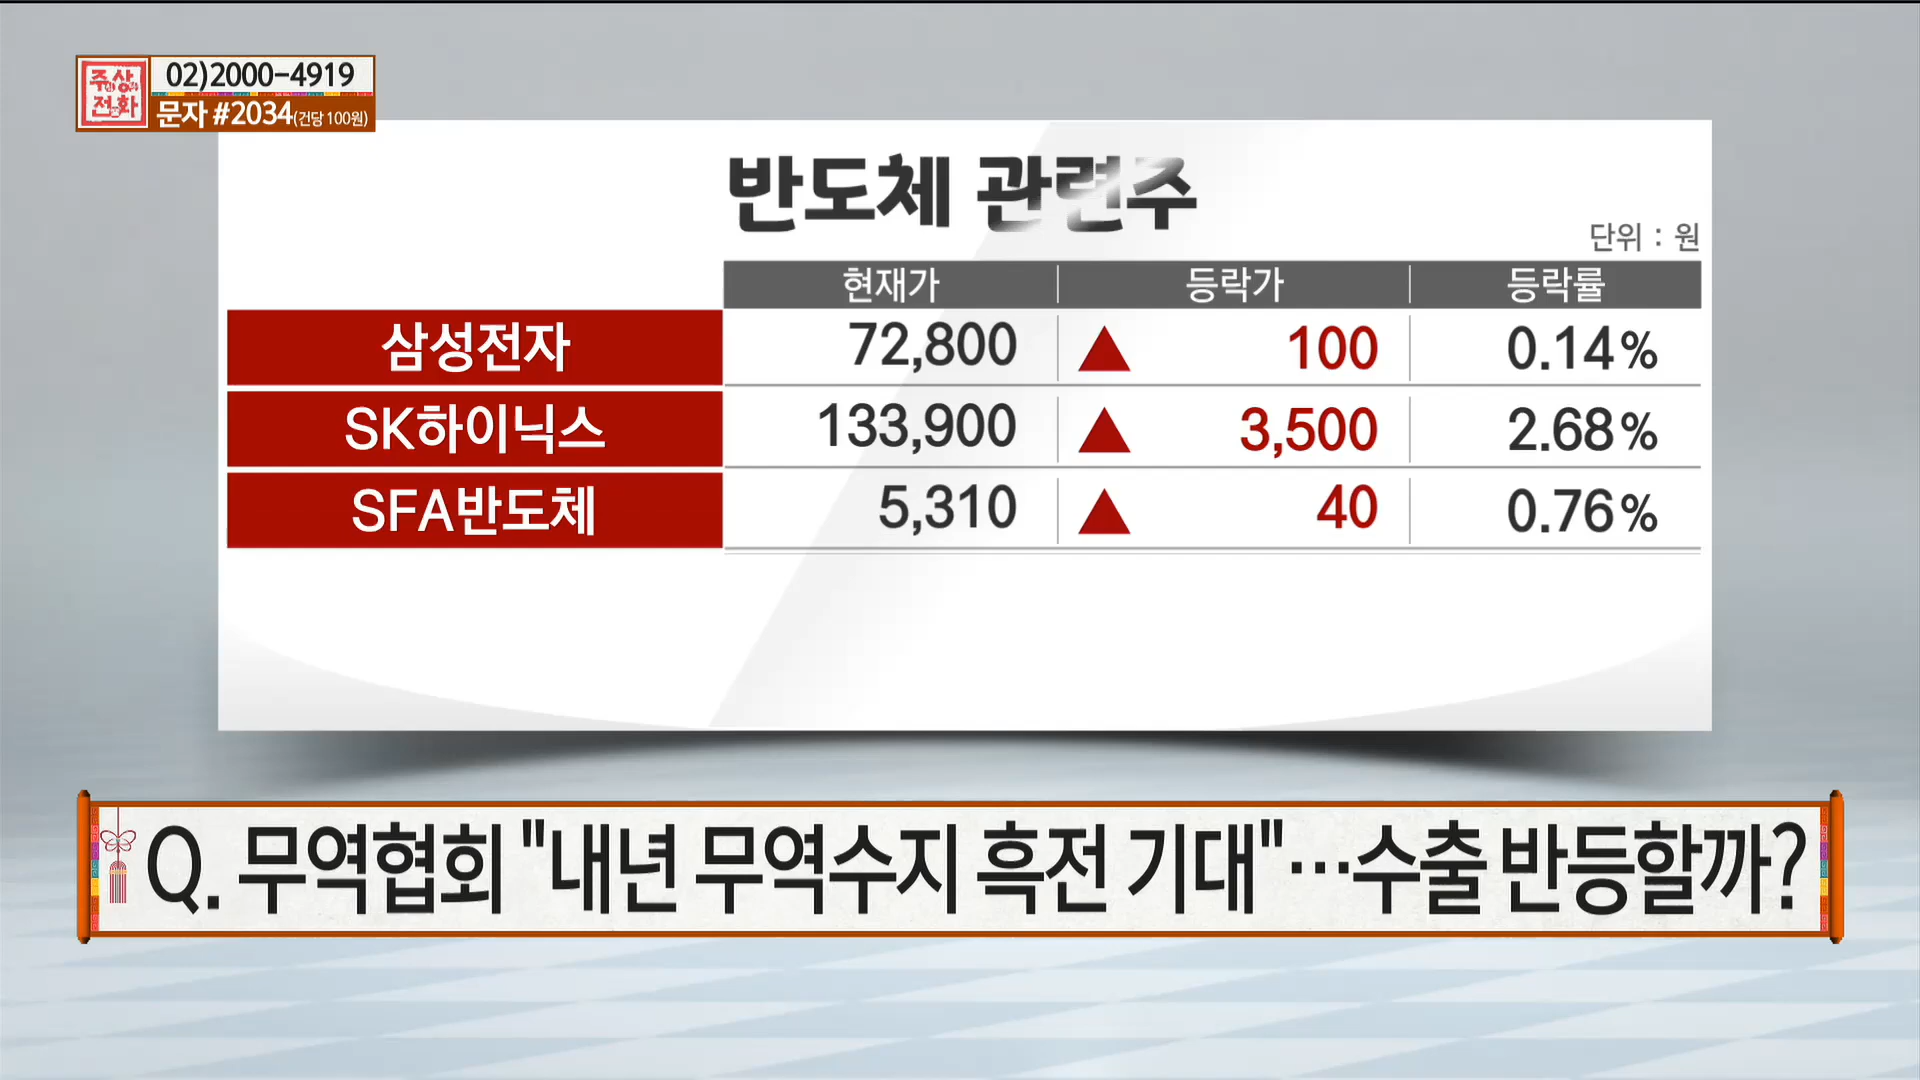 주상
전화
02)2000-4919
문자 #2034(건당 100원)
반도체 관련주
단위 : 원
현재가 등락가 등락률
삼성전자 72,800 ▲ 100 0.14%
SK하이닉스 133,900 ▲ 3,500 2.68%
SFA반도체 5,310 ▲ 40 0.76%
Q. 무역협회 "내년 무역수지 흑전 기대"…수출 반등할까?